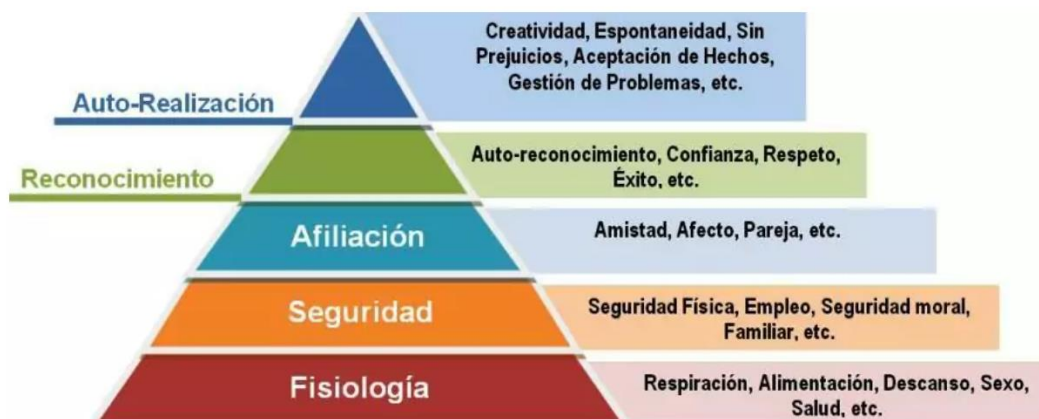 Creatividad, Espontaneidad, Sin
Prejuicios, Aceptación de Hechos,
Gestión de Problemas, etc.
Auto-Realización
Auto-reconocimiento, Confianza, Respeto,
Éxito, etc.
Reconocimiento
Afiliación
Amistad, Afecto, Pareja, etc.
Seguridad
Seguridad Física, Empleo, Seguridad moral,
Familiar, etc.
Fisiología
Respiración, Alimentación, Descanso, Sexo,
Salud, etc.